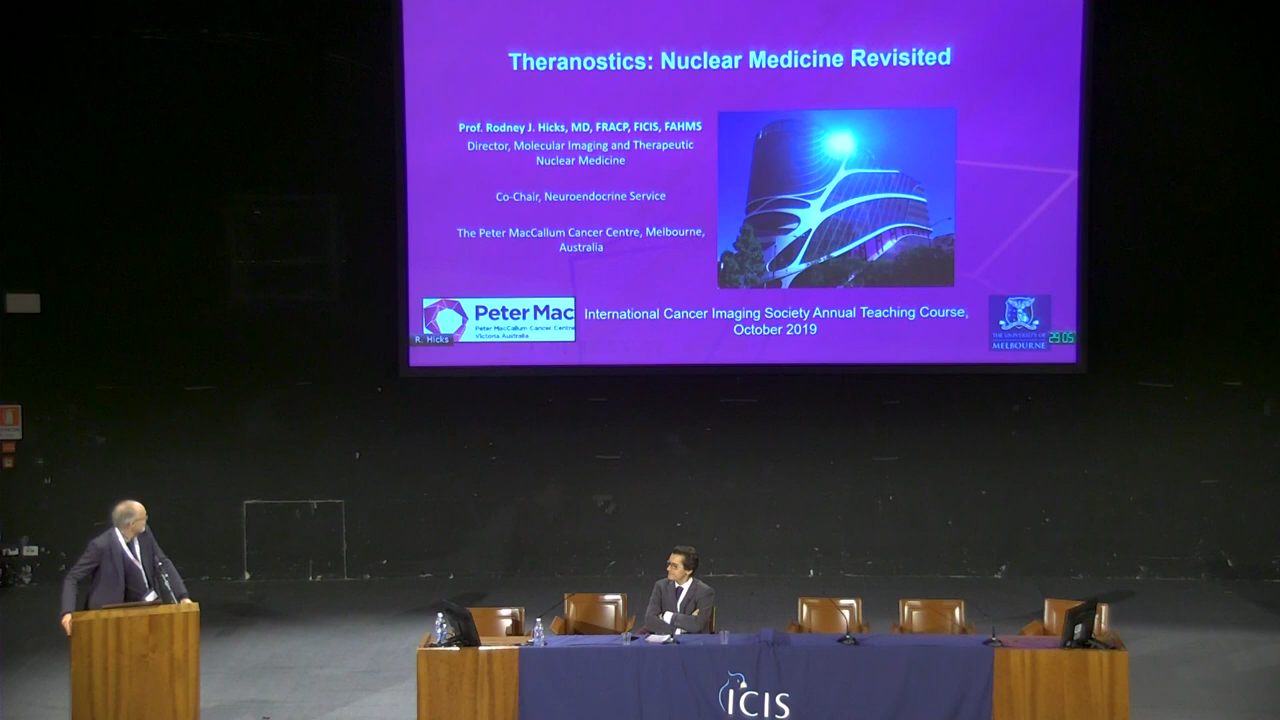 Theranostics: Nuclear Medicine Revisited
Prof. Rodney J. Hicks, MD, FRACP, FICIS, FAHMS
Director, Molecular Imaging and Therapeutic
Nuclear Medicine
Co-Chair, Neuroendocrine Service
The Peter MacCallum Cancer Centre, Melbourne,
Australia
Peter Mac
Peter MacCallum Cancer Centre
Victoria Australia
R. Hicks
International Cancer Imaging Society Annual Teaching Course,
October 2019
THE UNIVERSITY OF
MELBOURNE
29:05
ICIS